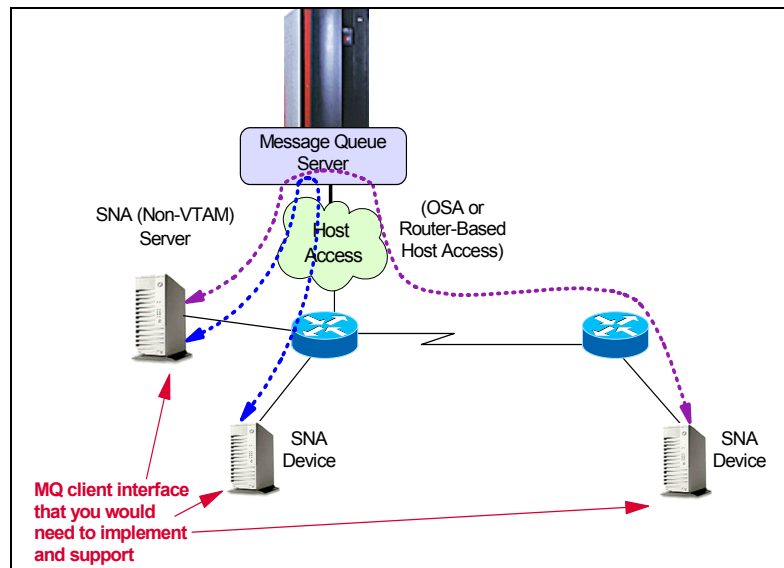 Message Queue
Server
SNA (Non-VTAM)
Server
(OSA or
Router-Based
Host Access)
Host
Access
SNA
Device
SNA
Device
MQ client interface
that you would
need to implement
and support